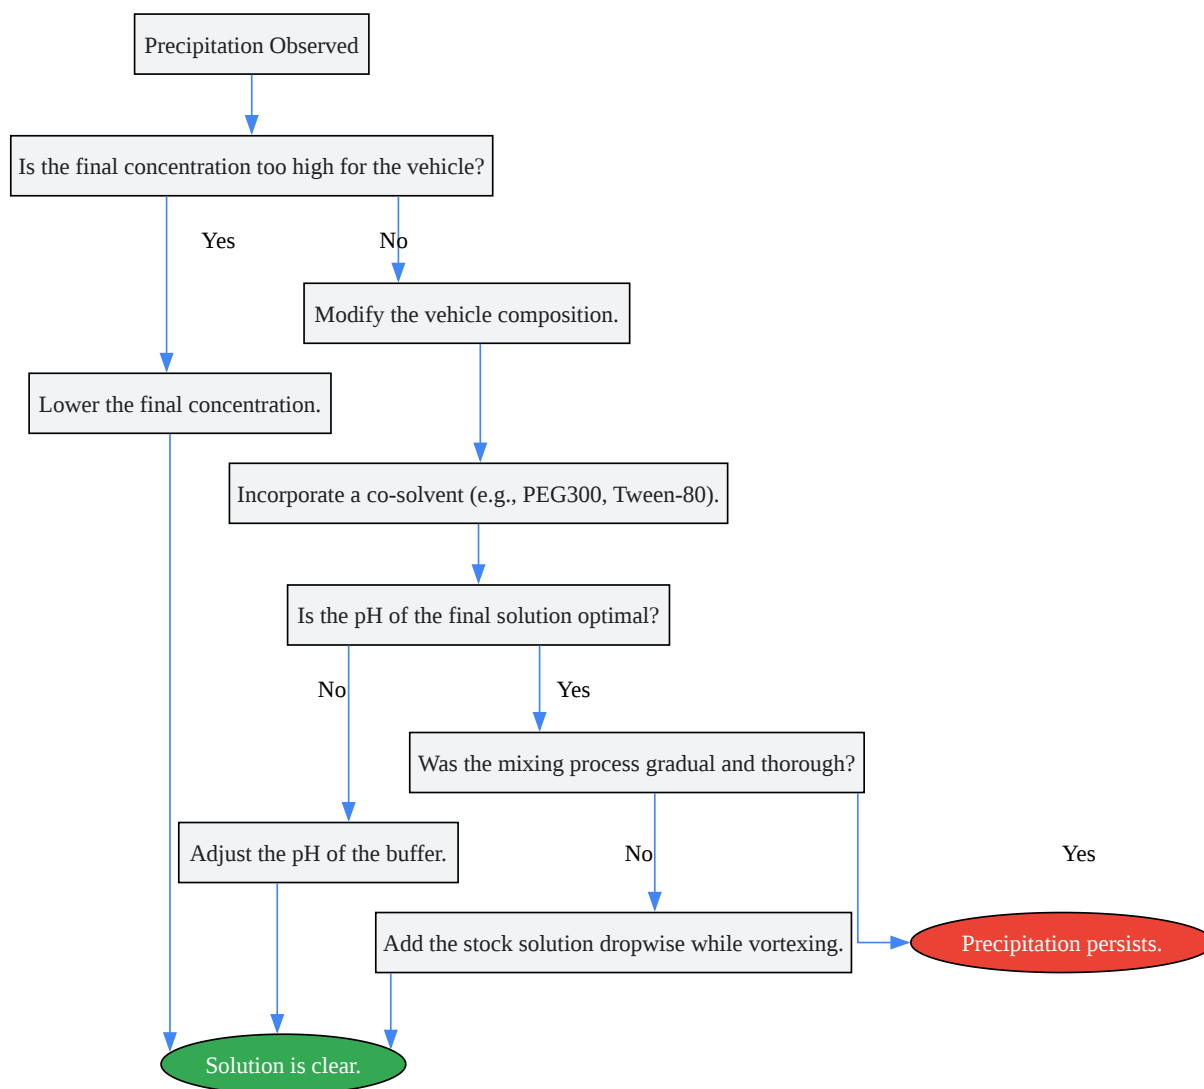 Precipitation Observed
Is the final concentration too high for the vehicle?
Yes
No
Modify the vehicle composition.
Lower the final concentration.
Incorporate a co-solvent (e.g., PEG300, Tween-80).
Is the pH of the final solution optimal?
No
Yes
Was the mixing process gradual and thorough?
Adjust the pH of the buffer.
No
Yes
Add the stock solution dropwise while vortexing.
Precipitation persists.
Solution is clear.